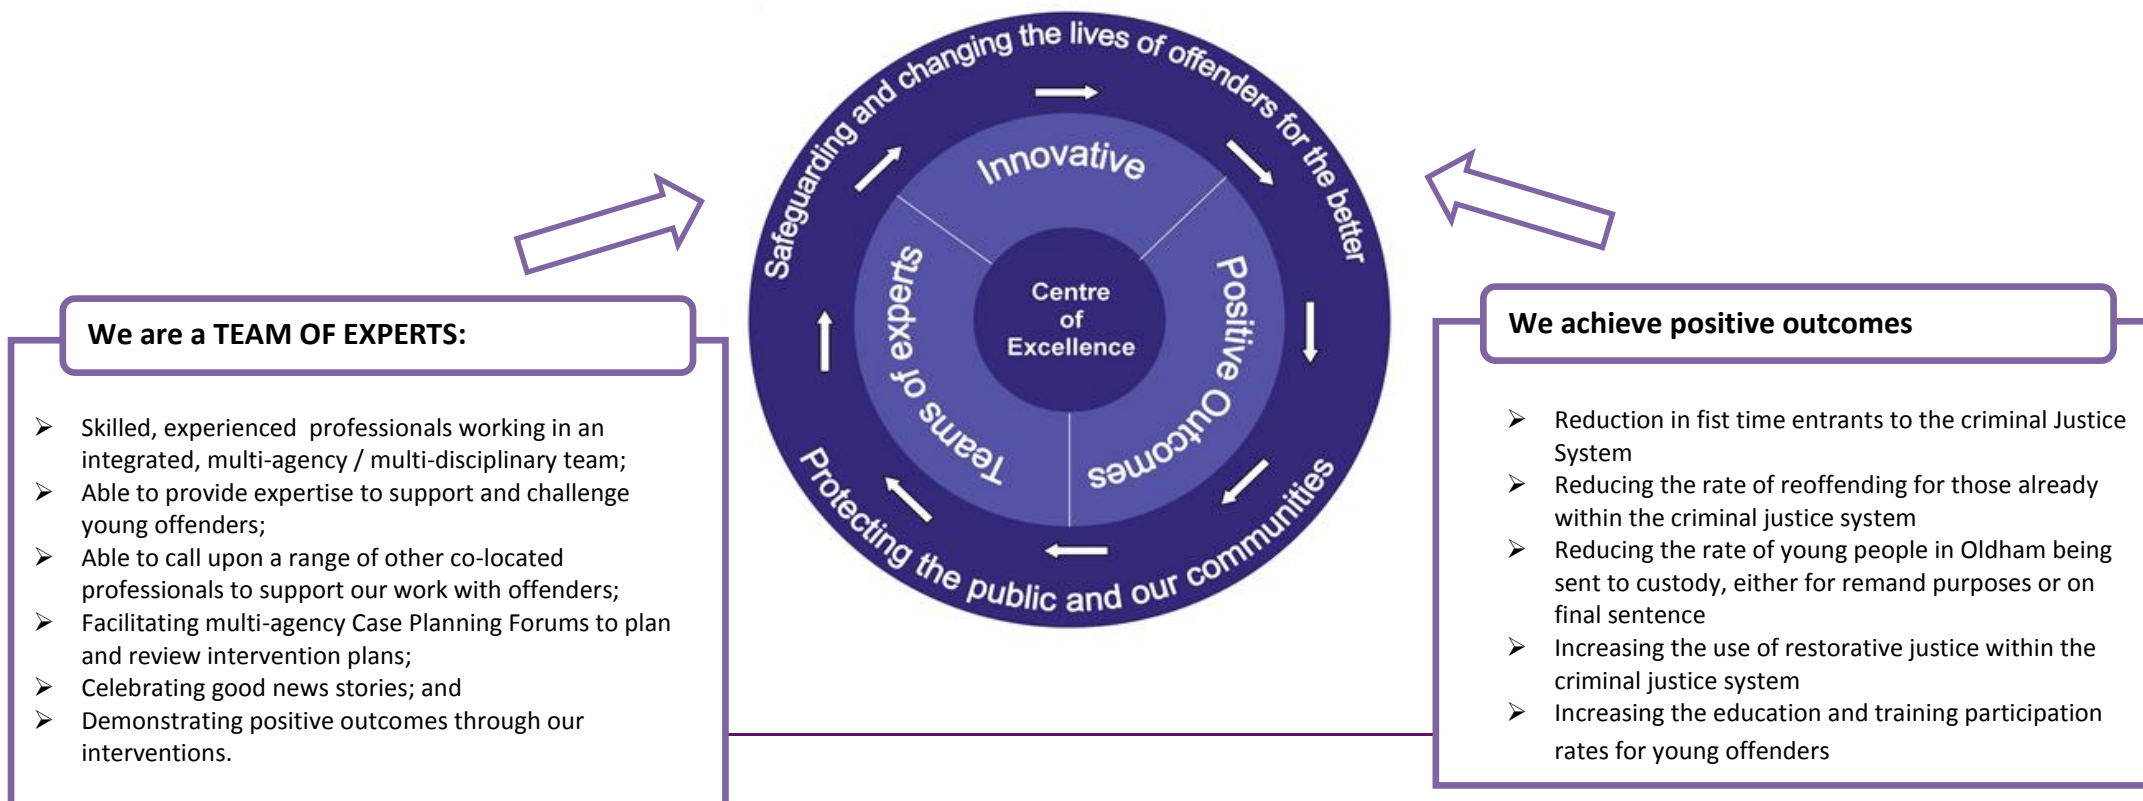 Safeguarding and changing the lives of offenders for the better
Innovative
Teams of experts
Positive Outcomes
Centre
of
Excellence
Protecting the public and our communities
We are a TEAM OF EXPERTS:
➢ Skilled, experienced professionals working in an
integrated, multi-agency / multi-disciplinary team;
➢ Able to provide expertise to support and challenge
young offenders;
➢ Able to call upon a range of other co-located
professionals to support our work with offenders;
➢ Facilitating multi-agency Case Planning Forums to plan
and review intervention plans;
➢ Celebrating good news stories; and
➢ Demonstrating positive outcomes through our
interventions.
We achieve positive outcomes
➢ Reduction in fist time entrants to the criminal Justice
System
➢ Reducing the rate of reoffending for those already
within the criminal justice system
➢ Reducing the rate of young people in Oldham being
sent to custody, either for remand purposes or on
final sentence
➢ Increasing the use of restorative justice within the
criminal justice system
➢ Increasing the education and training participation
rates for young offenders